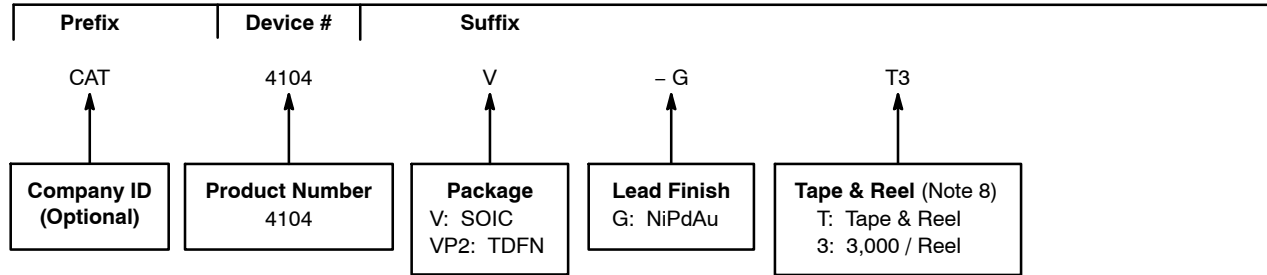 Prefix Device # Suffix
CAT 4104 V – G T3
Company ID
(Optional)
Product Number
4104
Package
V: SOIC
VP2: TDFN
Lead Finish
G: NiPdAu
Tape & Reel (Note 8)
T: Tape & Reel
3: 3,000 / Reel